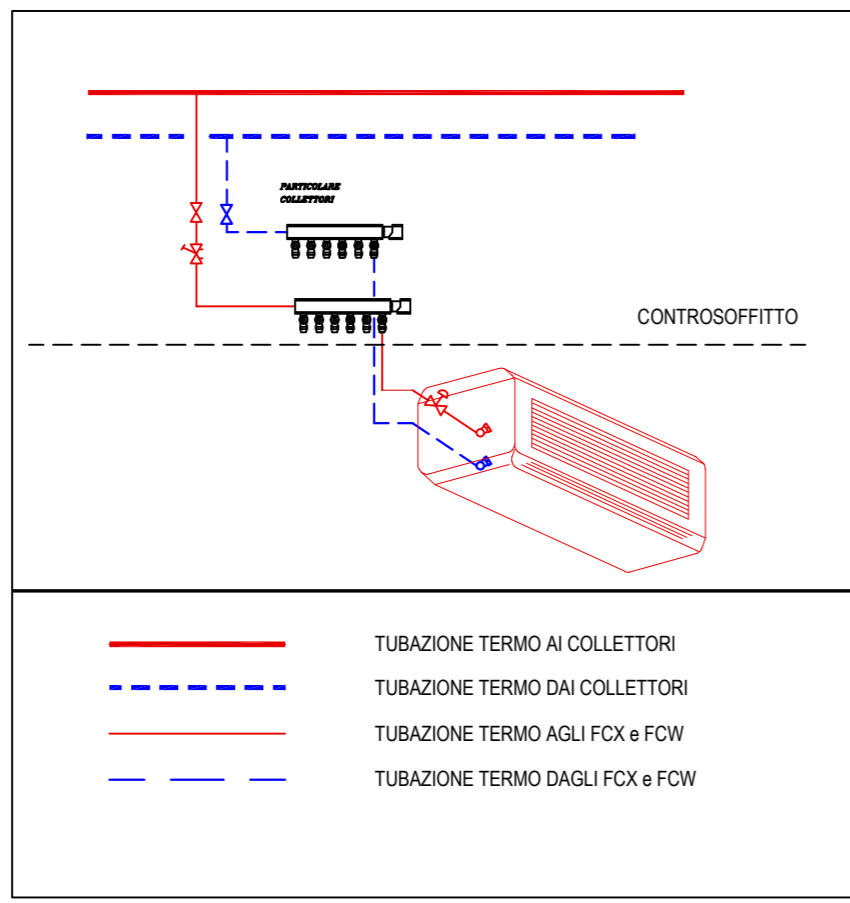 PARTICOLARE
COLLETTORI
CONTROSOFFITTO
TUBAZIONE TERMO AI COLLETTORI
TUBAZIONE TERMO DAI COLLETTORI
TUBAZIONE TERMO AGLI FCX e FCW
TUBAZIONE TERMO DAGLI FCX e FCW